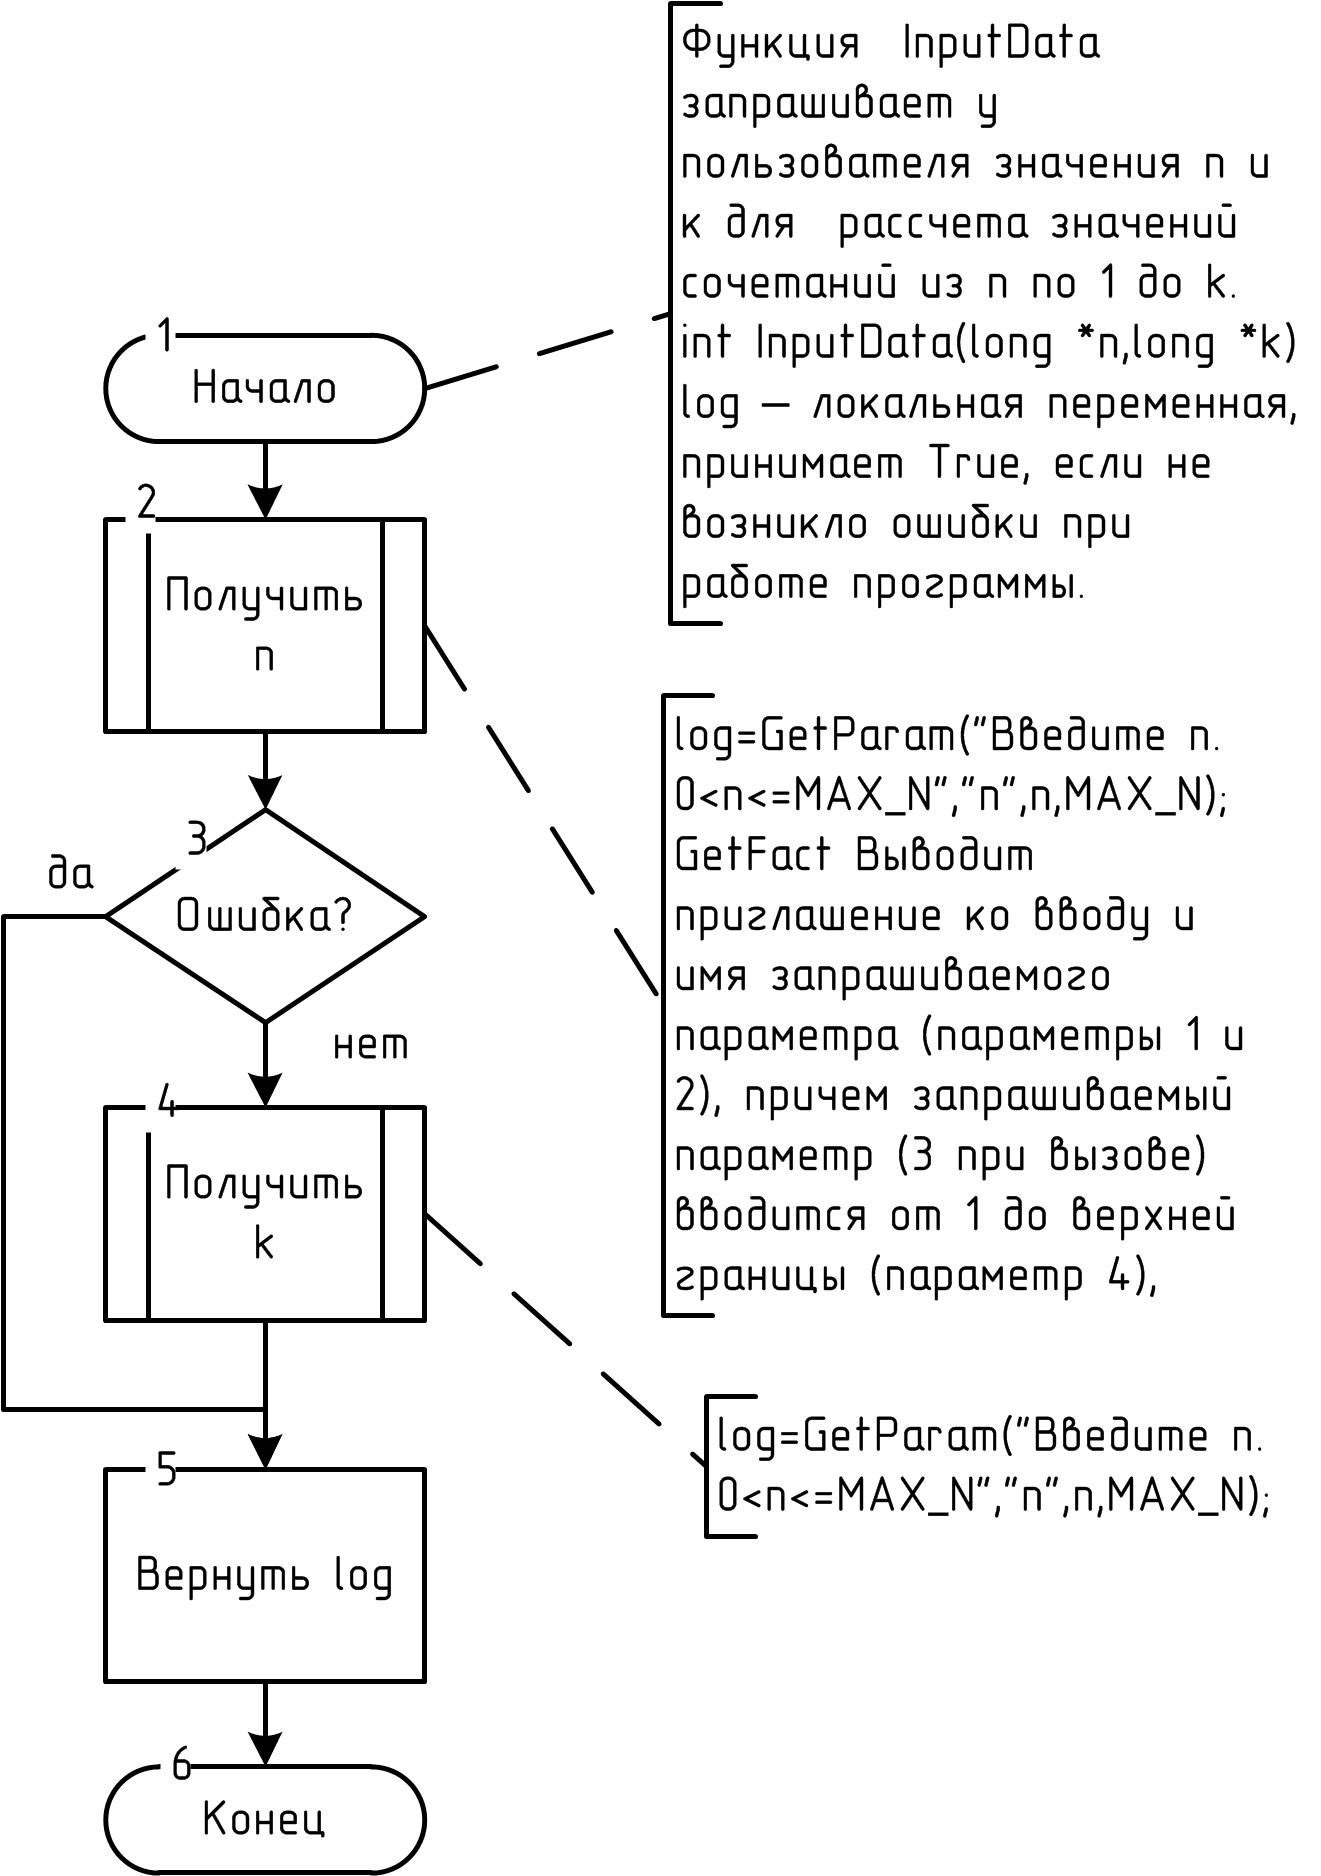 Функция InputData
запрашивает у
пользователя значения n и
к для рассчета значений
сочетаний из n по 1 до k.
int InputData(long *n,long *k)
log – локальная переменная,
принимает True, если не
возникло ошибки при
работе программы.
1
Начало
2
Получить
n
log=GetParam("Введите n.
0<n<=MAX_N","n",n,MAX_N);
GetFact Выводит
приглашение ко вводу и
имя запрашиваемого
параметра (параметры 1 и
2), причем запрашиваемый
параметр (3 при вызове)
вводится от 1 до верхней
границы (параметр 4),
3
да
Ошибка?
нет
4
Получить
k
log=GetParam("Введите n.
0<n<=MAX_N","n",n,MAX_N);
5
Вернуть log
6
Конец